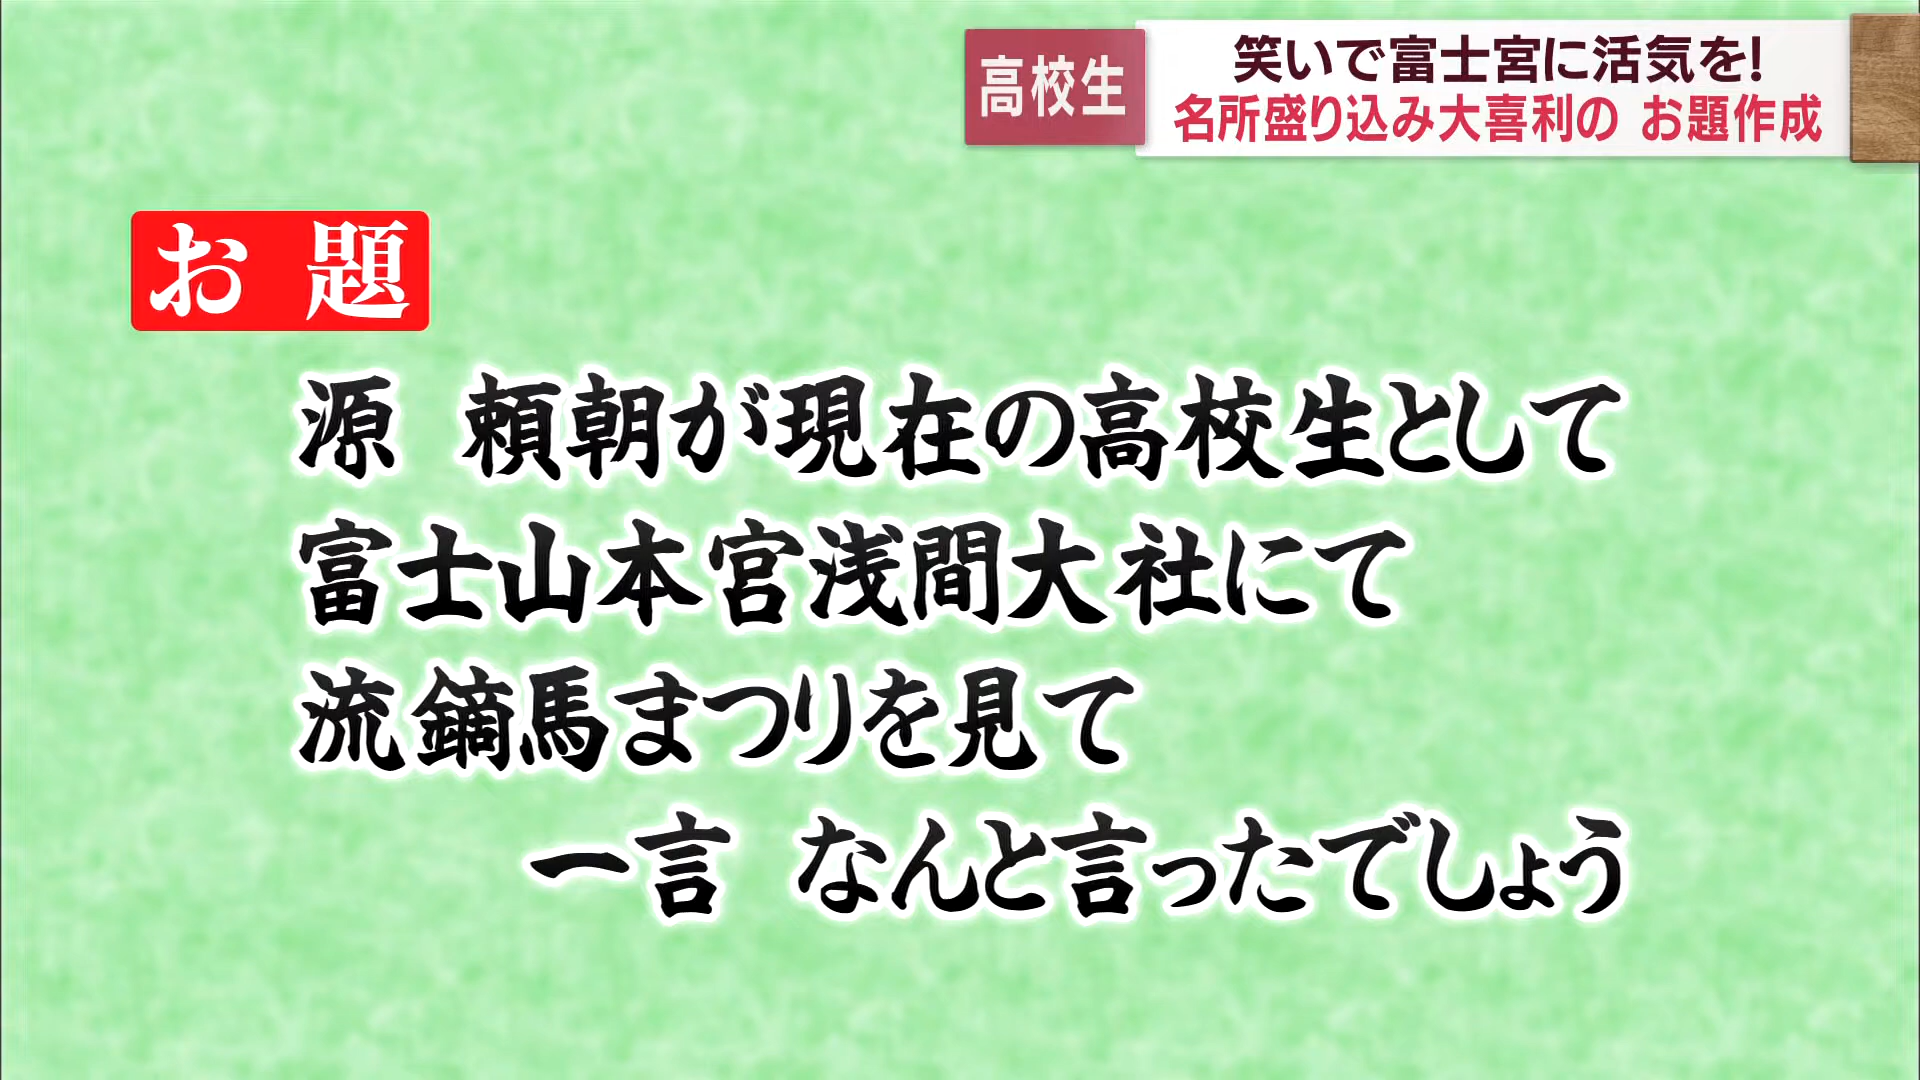 高校生
笑いで富士宮に活気を!
名所盛り込み大喜利の お題作成
お 題
源 頼朝が現在の高校生として
富士山本宮浅間大社にて
流鏑馬まつりを見て
一言 なんと言ったでしょう